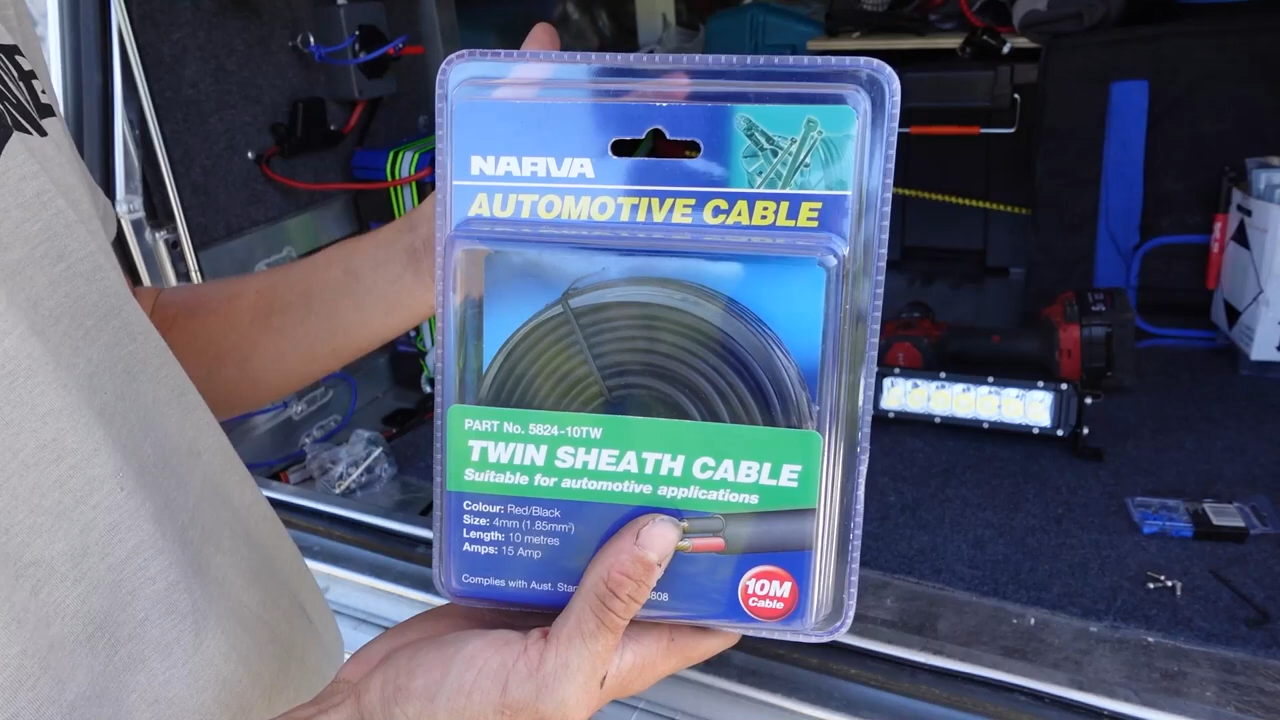 NARVA
AUTOMOTIVE CABLE
PART No. 5824-10TW
TWIN SHEATH CABLE
Suitable for automotive applications
Colour: Red/Black
Size: 4mm (1.85mm²)
Length: 10 metres
Amps: 15 Amp
Complies with Aust. 808
10M
Cable
NE